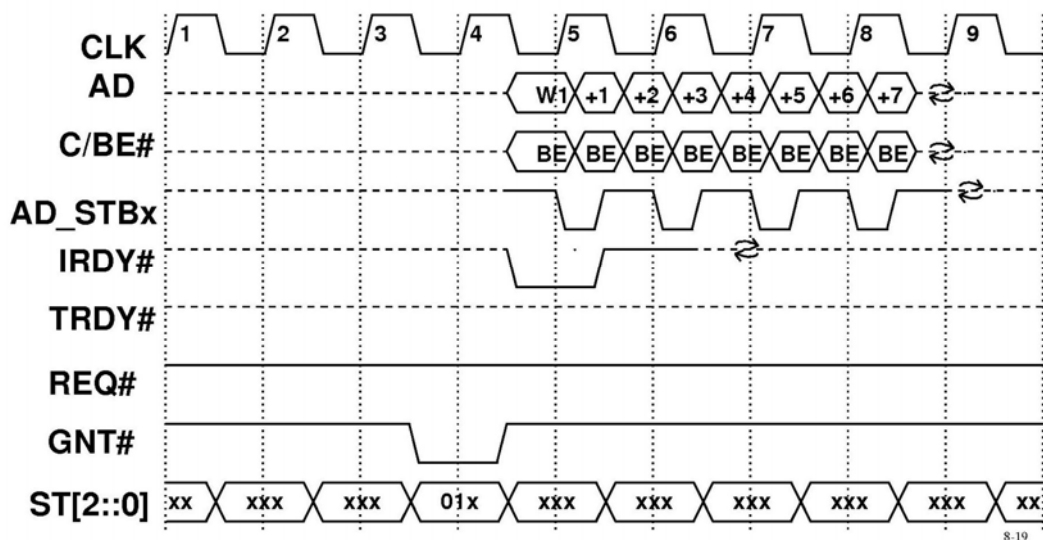 CLK 1 2 3 4 5 6 7 8 9
AD W1 +1 +2 +3 +4 +5 +6 +7
C/BE# BE BE BE BE BE BE BE BE
AD_STBx
IRDY#
TRDY#
REQ#
GNT#
ST[2::0] xx xxx xxx 01x xxx xxx xxx xxx xxx xx
8-19